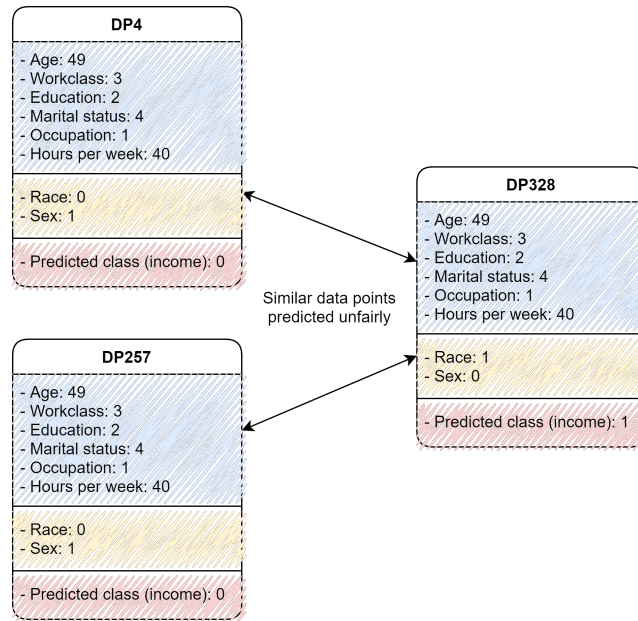 DP4
- Age: 49
- Workclass: 3
- Education: 2
- Marital status: 4
- Occupation: 1
- Hours per week: 40
- Race: 0
- Sex: 1
- Predicted class (income): 0
DP328
- Age: 49
- Workclass: 3
- Education: 2
- Marital status: 4
- Occupation: 1
- Hours per week: 40
- Race: 1
- Sex: 0
- Predicted class (income): 1
Similar data points
predicted unfairly
DP257
- Age: 49
- Workclass: 3
- Education: 2
- Marital status: 4
- Occupation: 1
- Hours per week: 40
- Race: 0
- Sex: 1
- Predicted class (income): 0